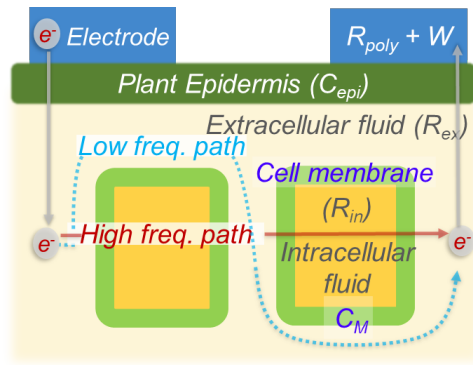 e-
Electrode
R_poly + W
Plant Epidermis (C_epi)
Extracellular fluid (R_ex)
Low freq. path
Cell membrane
(R_in)
e-
High freq. path
e-
Intracellular
fluid
C_M